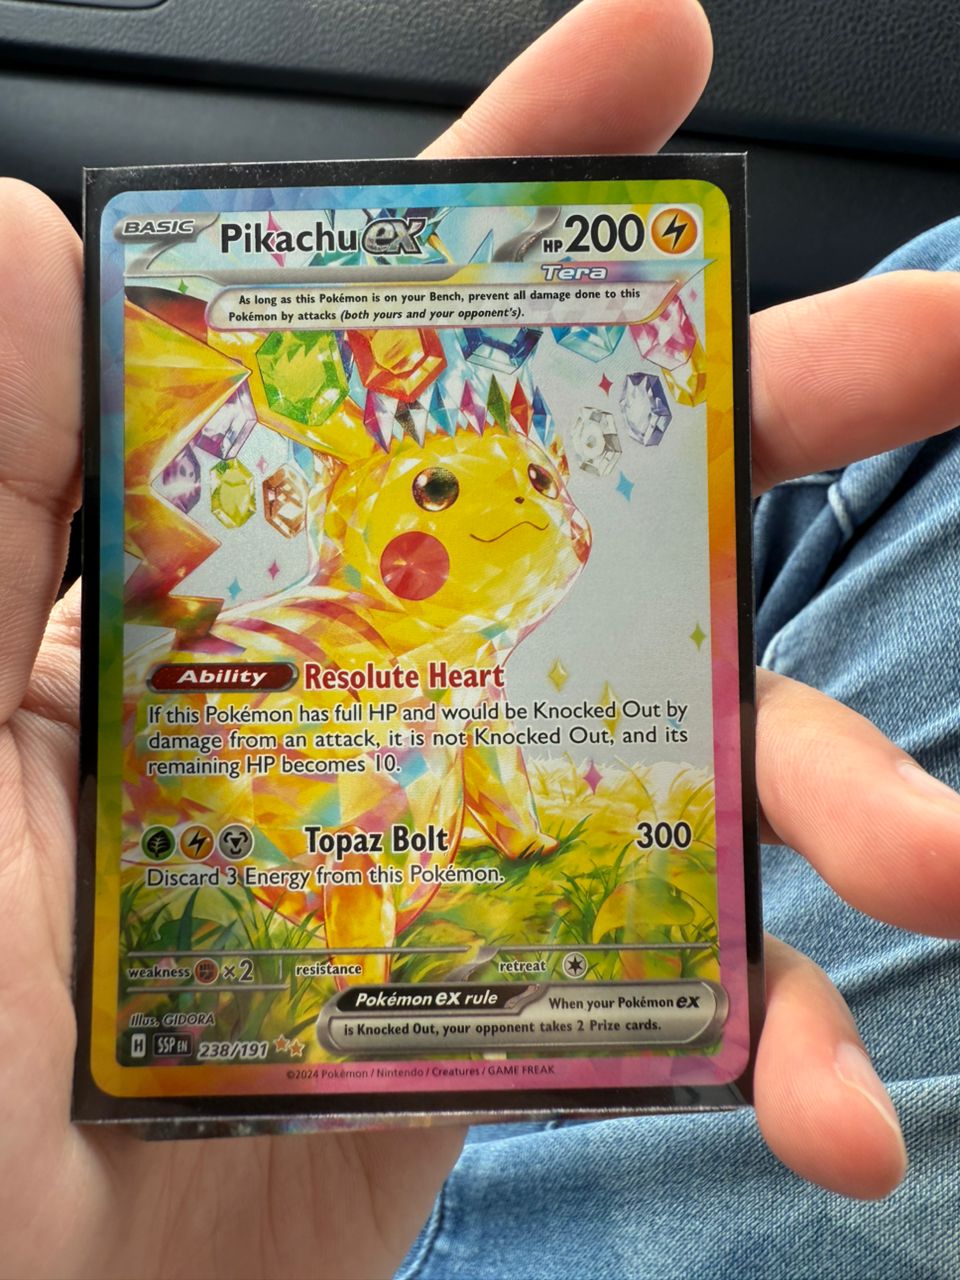 BASIC Pikachu ex HP 200
Tera
As long as this Pokémon is on your Bench, prevent all damage done to this
Pokémon by attacks (both yours and your opponent's).
Ability Resolute Heart
If this Pokémon has full HP and would be Knocked Out by
damage from an attack, it is not Knocked Out, and its
remaining HP becomes 10.
Topaz Bolt 300
Discard 3 Energy from this Pokémon.
weakness ×2 resistance retreat
Pokémon ex rule When your Pokémon ex
is Knocked Out, your opponent takes 2 Prize cards.
Illus. GIDORA
H SSP EN 238/191
©2024 Pokémon / Nintendo / Creatures / GAME FREAK